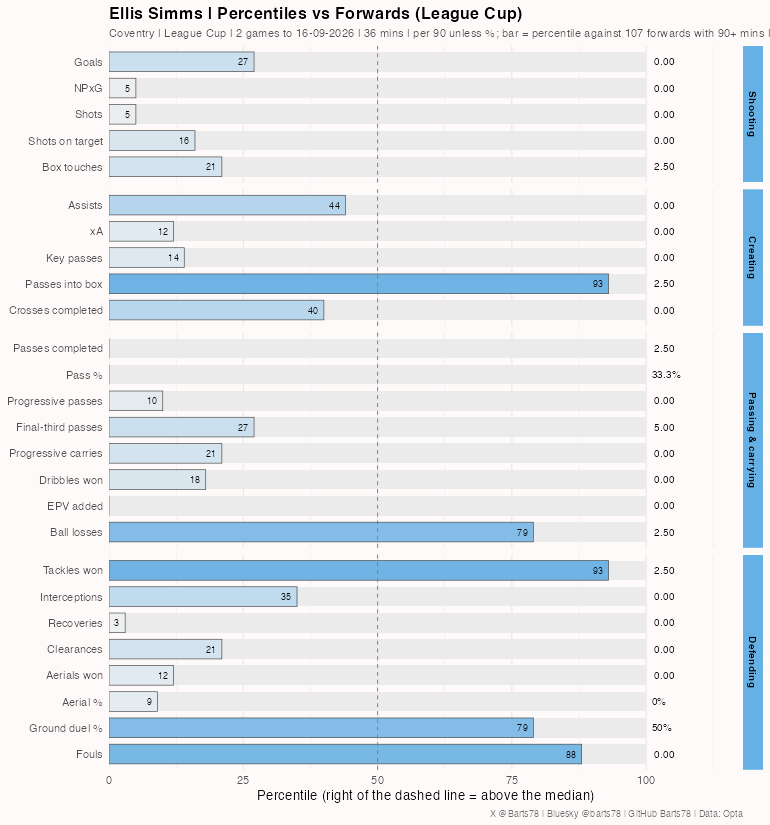 Ellis Simms | Percentiles vs Forwards (League Cup)
Coventry | League Cup | 2 games to 16-09-2026 | 36 mins | per 90 unless %; bar = percentile against 107 forwards with 90+ mins |
Goals 27 0.00
NPxG 5 0.00
Shots 5 0.00
Shots on target 16 0.00
Box touches 21 2.50
Shooting
Assists 44 0.00
xA 12 0.00
Key passes 14 0.00
Passes into box 93 2.50
Crosses completed 40 0.00
Creating
Passes completed 2.50
Pass % 33.3%
Progressive passes 10 0.00
Final-third passes 27 5.00
Progressive carries 21 0.00
Dribbles won 18 0.00
EPV added 0.00
Ball losses 79 2.50
Passing & carrying
Tackles won 93 2.50
Interceptions 35 0.00
Recoveries 3 0.00
Clearances 21 0.00
Aerials won 12 0.00
Aerial % 9 0%
Ground duel % 79 50%
Fouls 88 0.00
Defending
0 25 50 75 100
Percentile (right of the dashed line = above the median)
X @Barts78 | Bluesky @barts78 | GitHub Barts78 | Data: Opta